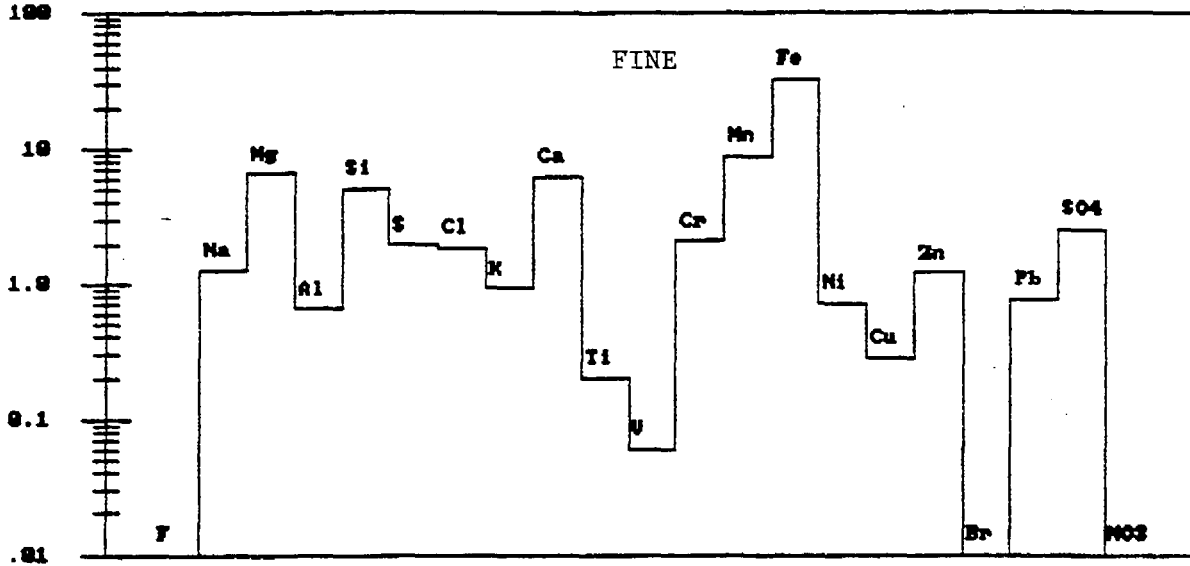 100
FINE
Fe
10
Mg
Si
Ca
Mn
Na
S
Cl
Cr
SO4
K
Zn
1.0
Al
Ni
Pb
Cu
Ti
0.1
V
F
Br
NO3
.01